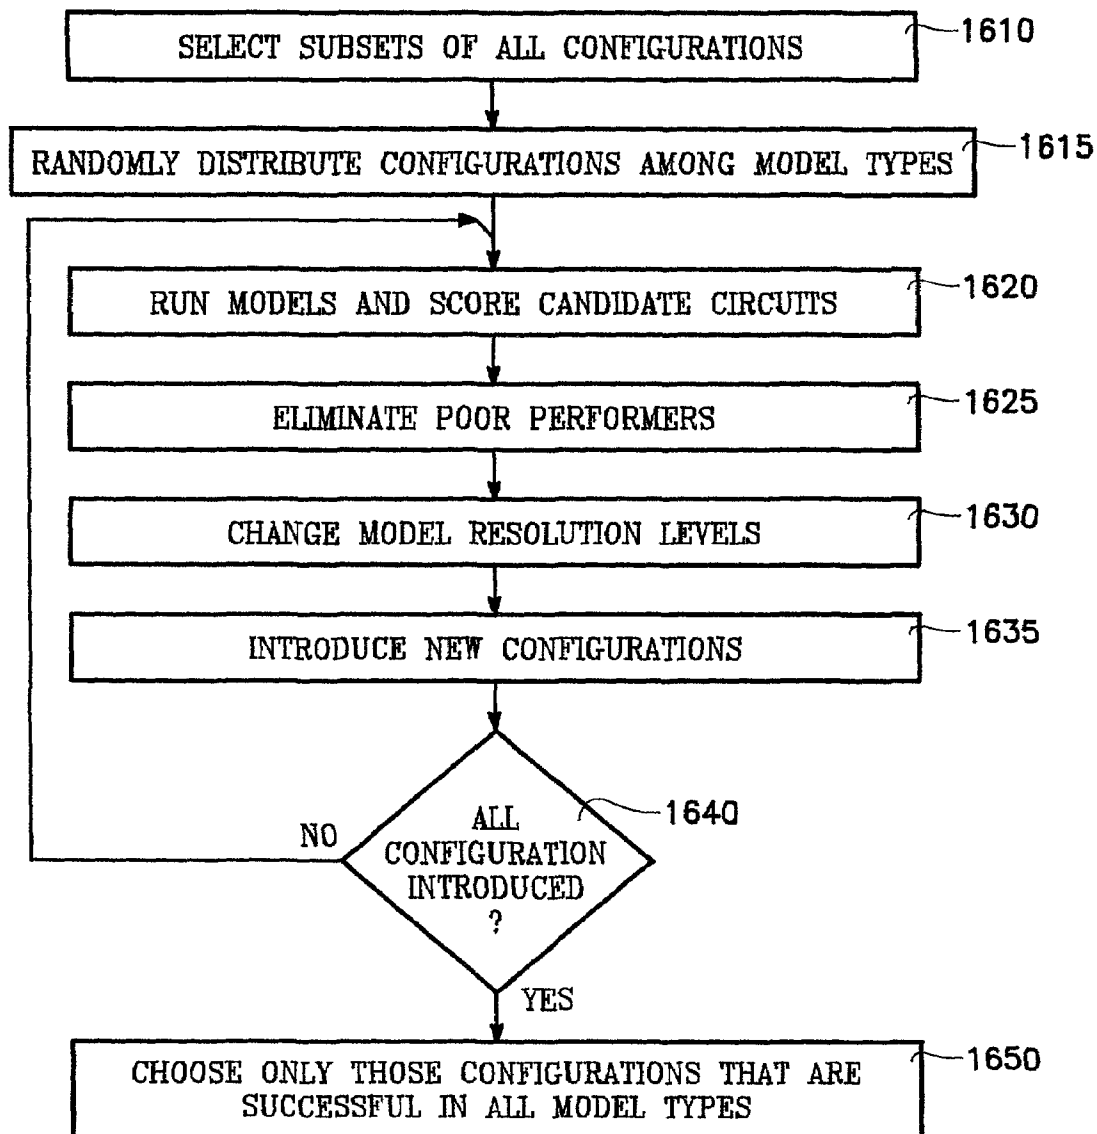 SELECT SUBSETS OF ALL CONFIGURATIONS
1610
RANDOMLY DISTRIBUTE CONFIGURATIONS AMONG MODEL TYPES
1615
RUN MODELS AND SCORE CANDIDATE CIRCUITS
1620
ELIMINATE POOR PERFORMERS
1625
CHANGE MODEL RESOLUTION LEVELS
1630
INTRODUCE NEW CONFIGURATIONS
1635
ALL
CONFIGURATION
INTRODUCED
?
1640
NO
YES
CHOOSE ONLY THOSE CONFIGURATIONS THAT ARE
SUCCESSFUL IN ALL MODEL TYPES
1650